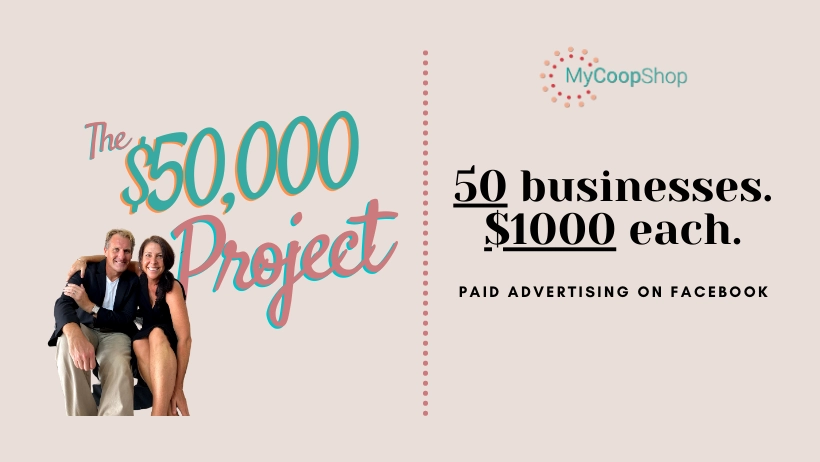 The
$50,000
Project
MyCoopShop
50 businesses.
$1000 each.
PAID ADVERTISING ON FACEBOOK